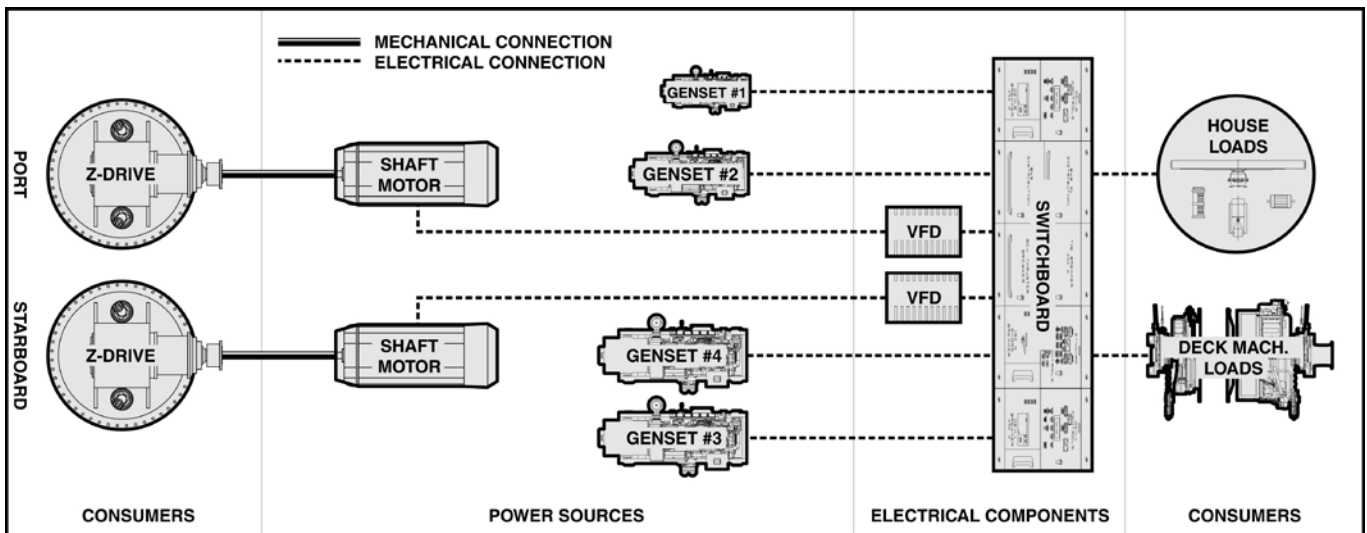 MECHANICAL CONNECTION
ELECTRICAL CONNECTION
PORT
STARBOARD
Z-DRIVE
SHAFT
MOTOR
GENSET #1
GENSET #2
VFD
SWITCHBOARD
HOUSE
LOADS
Z-DRIVE
SHAFT
MOTOR
VFD
GENSET #4
GENSET #3
DECK MACH.
LOADS
CONSUMERS
POWER SOURCES
ELECTRICAL COMPONENTS
CONSUMERS